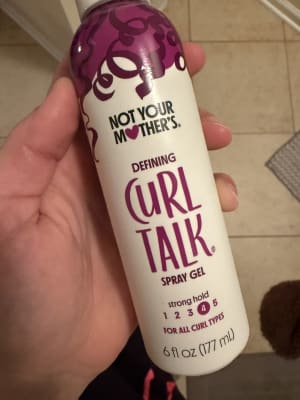 NOT YOUR
MOTHER'S®
DEFINING
CURL
TALK®
SPRAY GEL
strong hold
1 2 3 4 5
FOR ALL CURL TYPES
6 fl oz (177 mL)